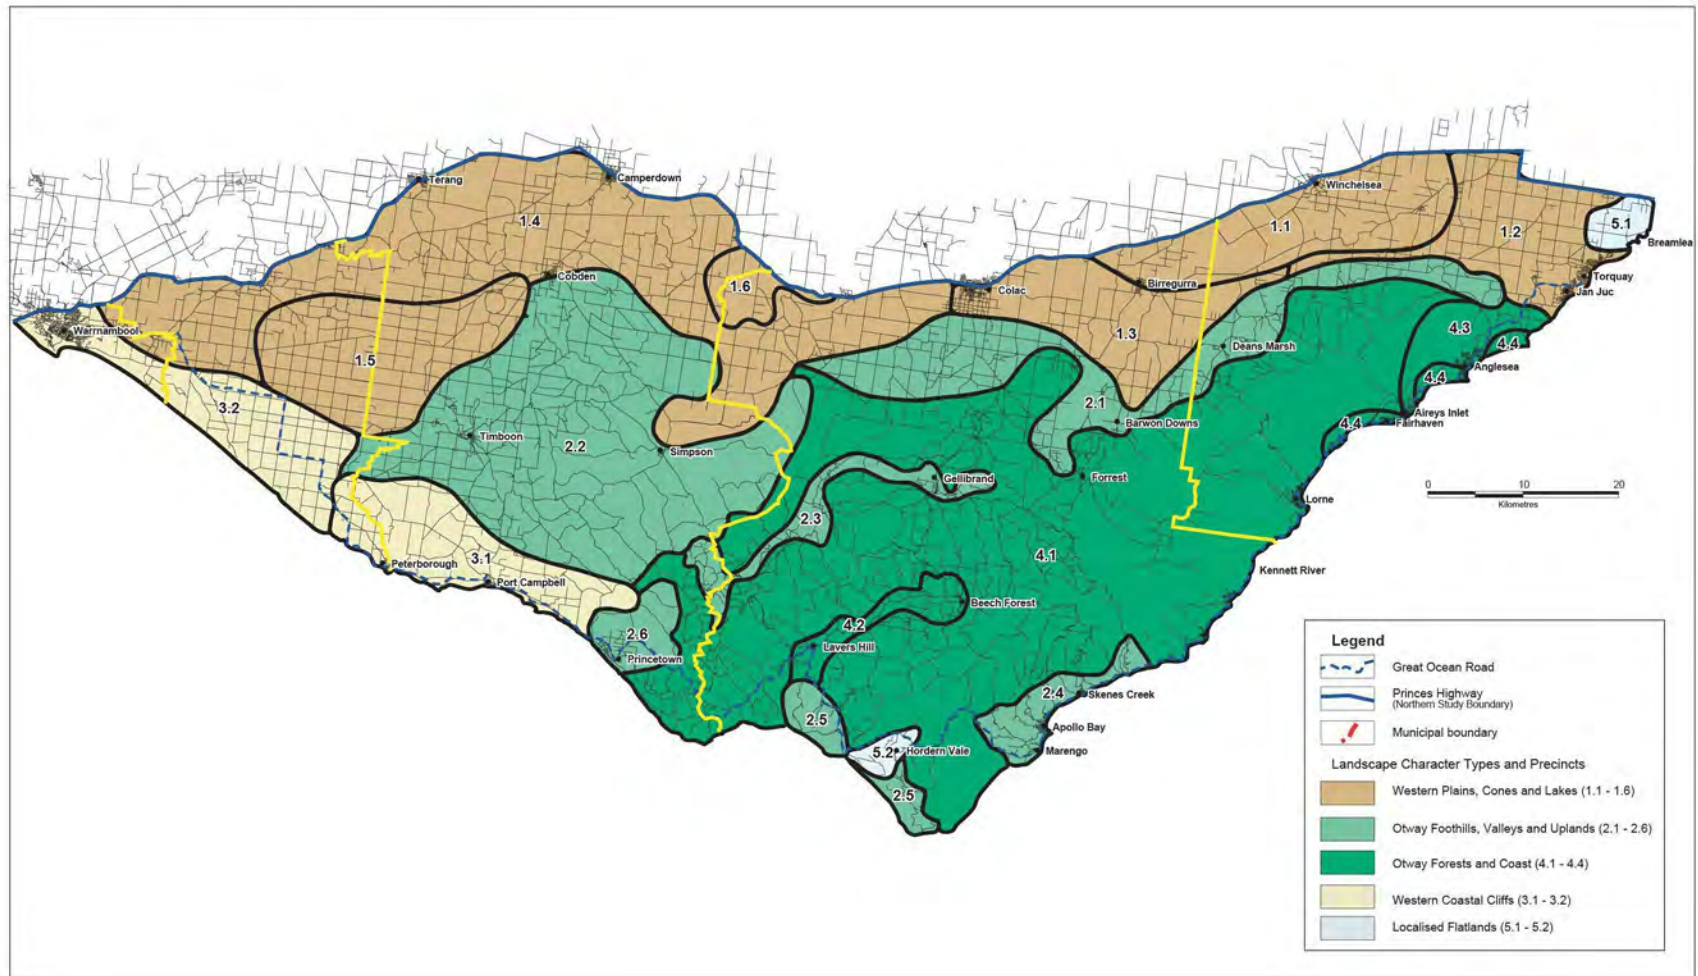 Terang
Camperdown
Winchelsea
1.4
1.1
1.2
5.1
Breamlea
Cobden
1.6
Colac
Birregurra
Torquay
Jan Juc
Warrnambool
1.5
1.3
Deans Marsh
4.3
4.4
Anglesea
4.4
3.2
2.1
Aireys Inlet
Fairhaven
4.4
Barwon Downs
Timboon
2.2
Simpson
Gellibrand
Forrest
0 10 20
Kilometres
Lorne
2.3
4.1
3.1
Peterborough
Port Campbell
Kennett River
Beech Forest
4.2
2.6
Lavers Hill
Princetown
2.4
Skenes Creek
2.5
Apollo Bay
5.2
Hordern Vale
Marengo
2.5
Legend
Great Ocean Road
Princes Highway
(Northern Study Boundary)
Municipal boundary
Landscape Character Types and Precincts
Western Plains, Cones and Lakes (1.1 - 1.6)
Otway Foothills, Valleys and Uplands (2.1 - 2.6)
Otway Forests and Coast (4.1 - 4.4)
Western Coastal Cliffs (3.1 - 3.2)
Localised Flatlands (5.1 - 5.2)